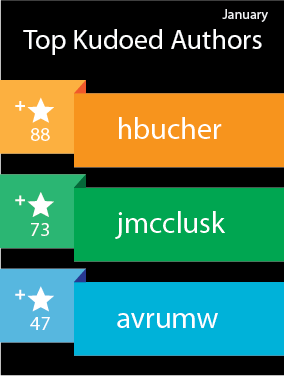 January
Top Kudoed Authors
+
88
hbucher
+
73
jmcclusk
+
47
avrumw